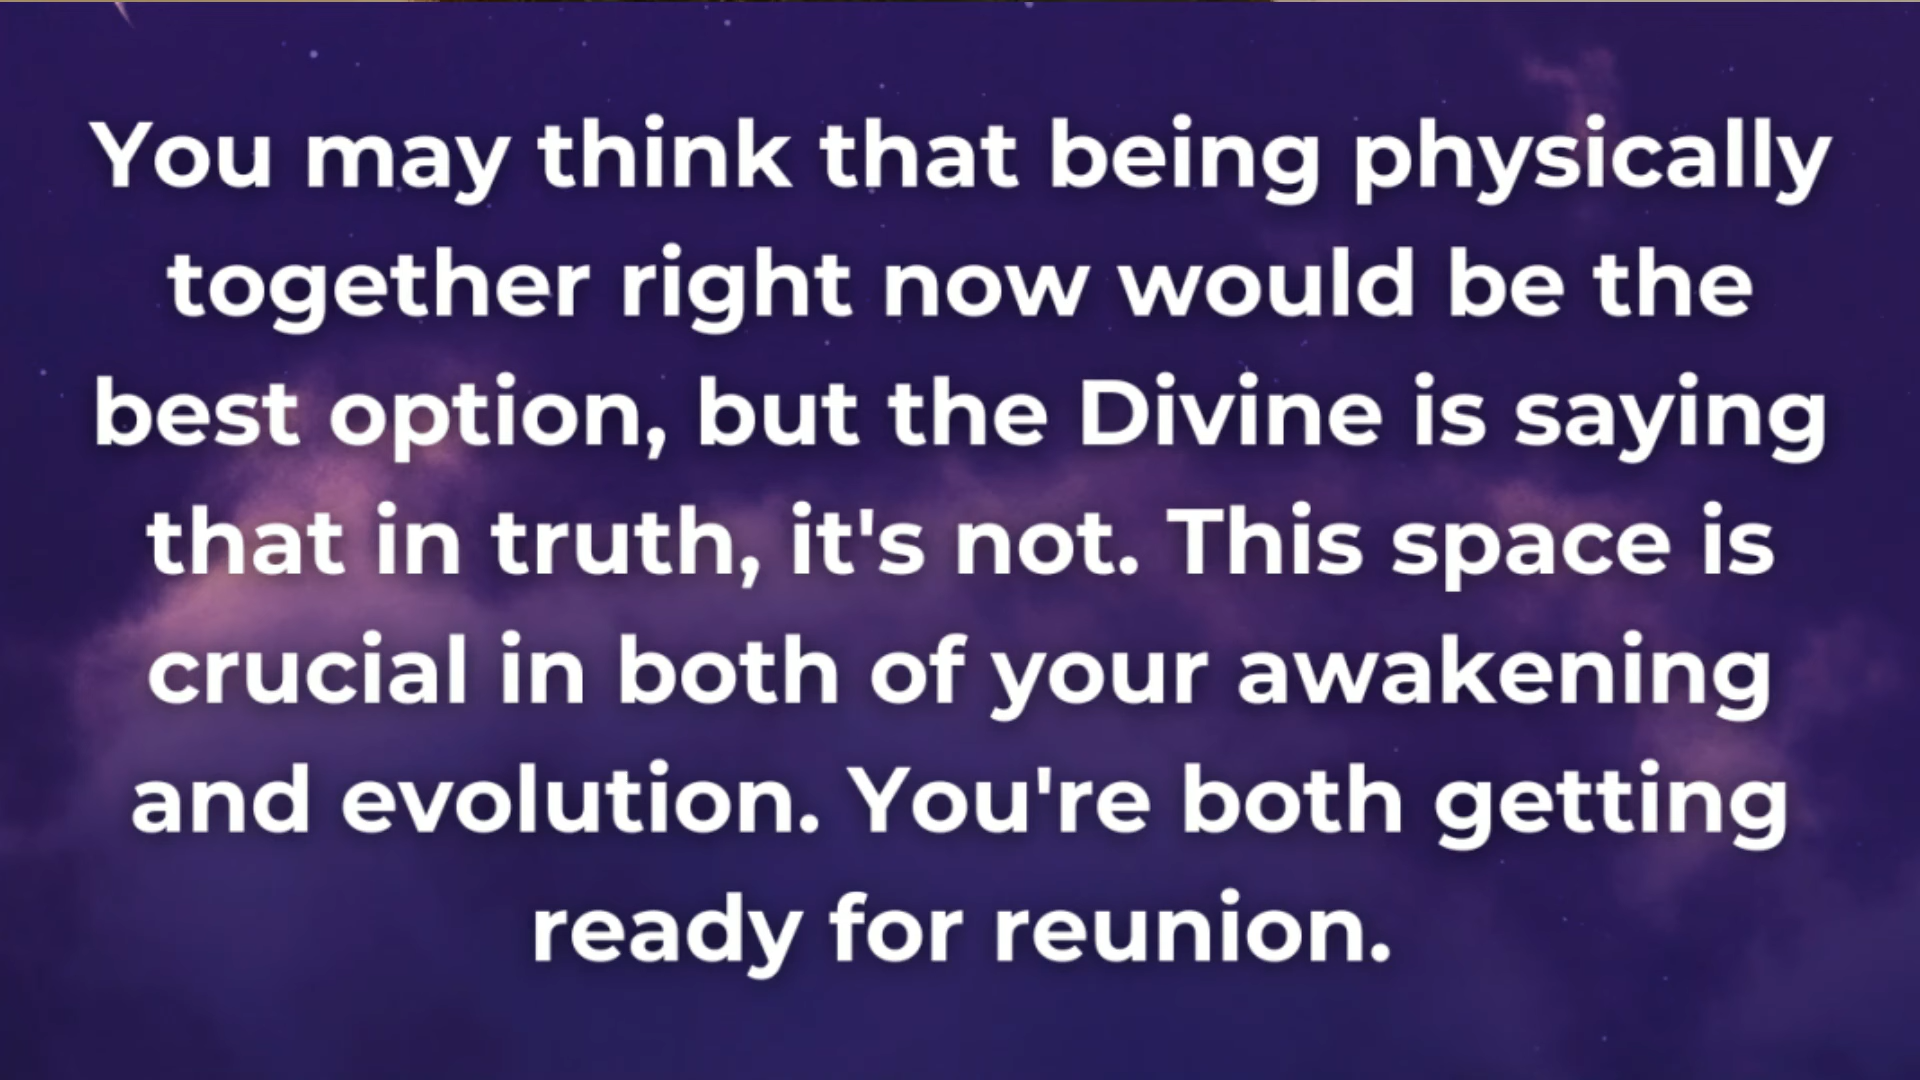 You may think that being physically
together right now would be the
best option, but the Divine is saying
that in truth, it's not. This space is
crucial in both of your awakening
and evolution. You're both getting
ready for reunion.